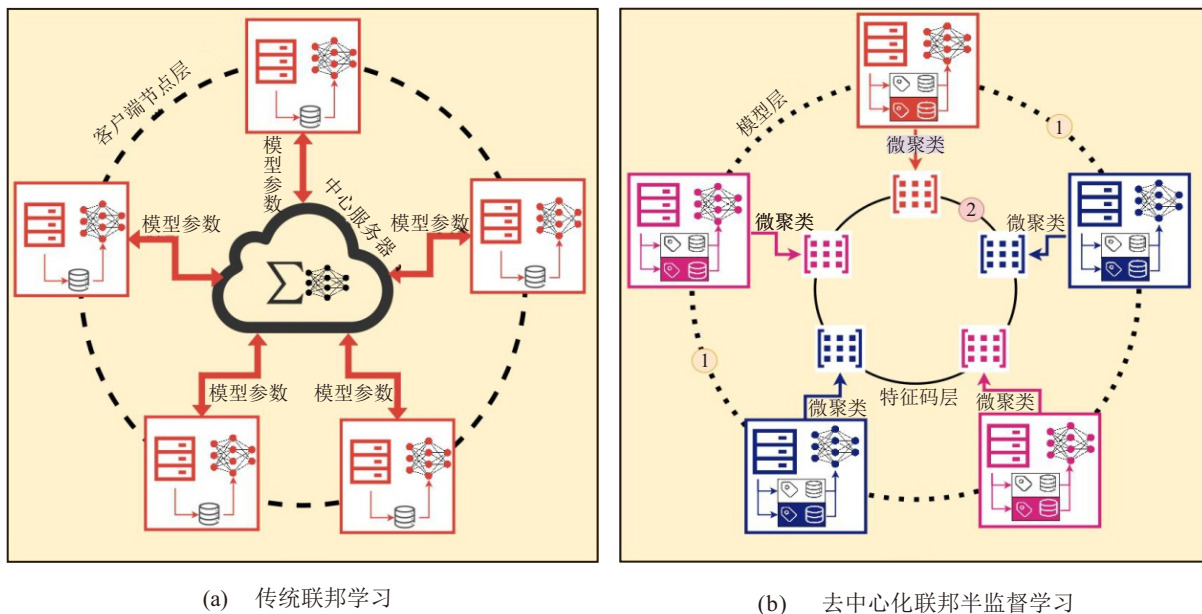 客户端节点层
模型参数
中心服务器
模型参数
模型参数
模型参数
模型参数
(a) 传统联邦学习
模型层
1
微聚类
2
微聚类
微聚类
1
特征码层
微聚类
微聚类
(b) 去中心化联邦半监督学习